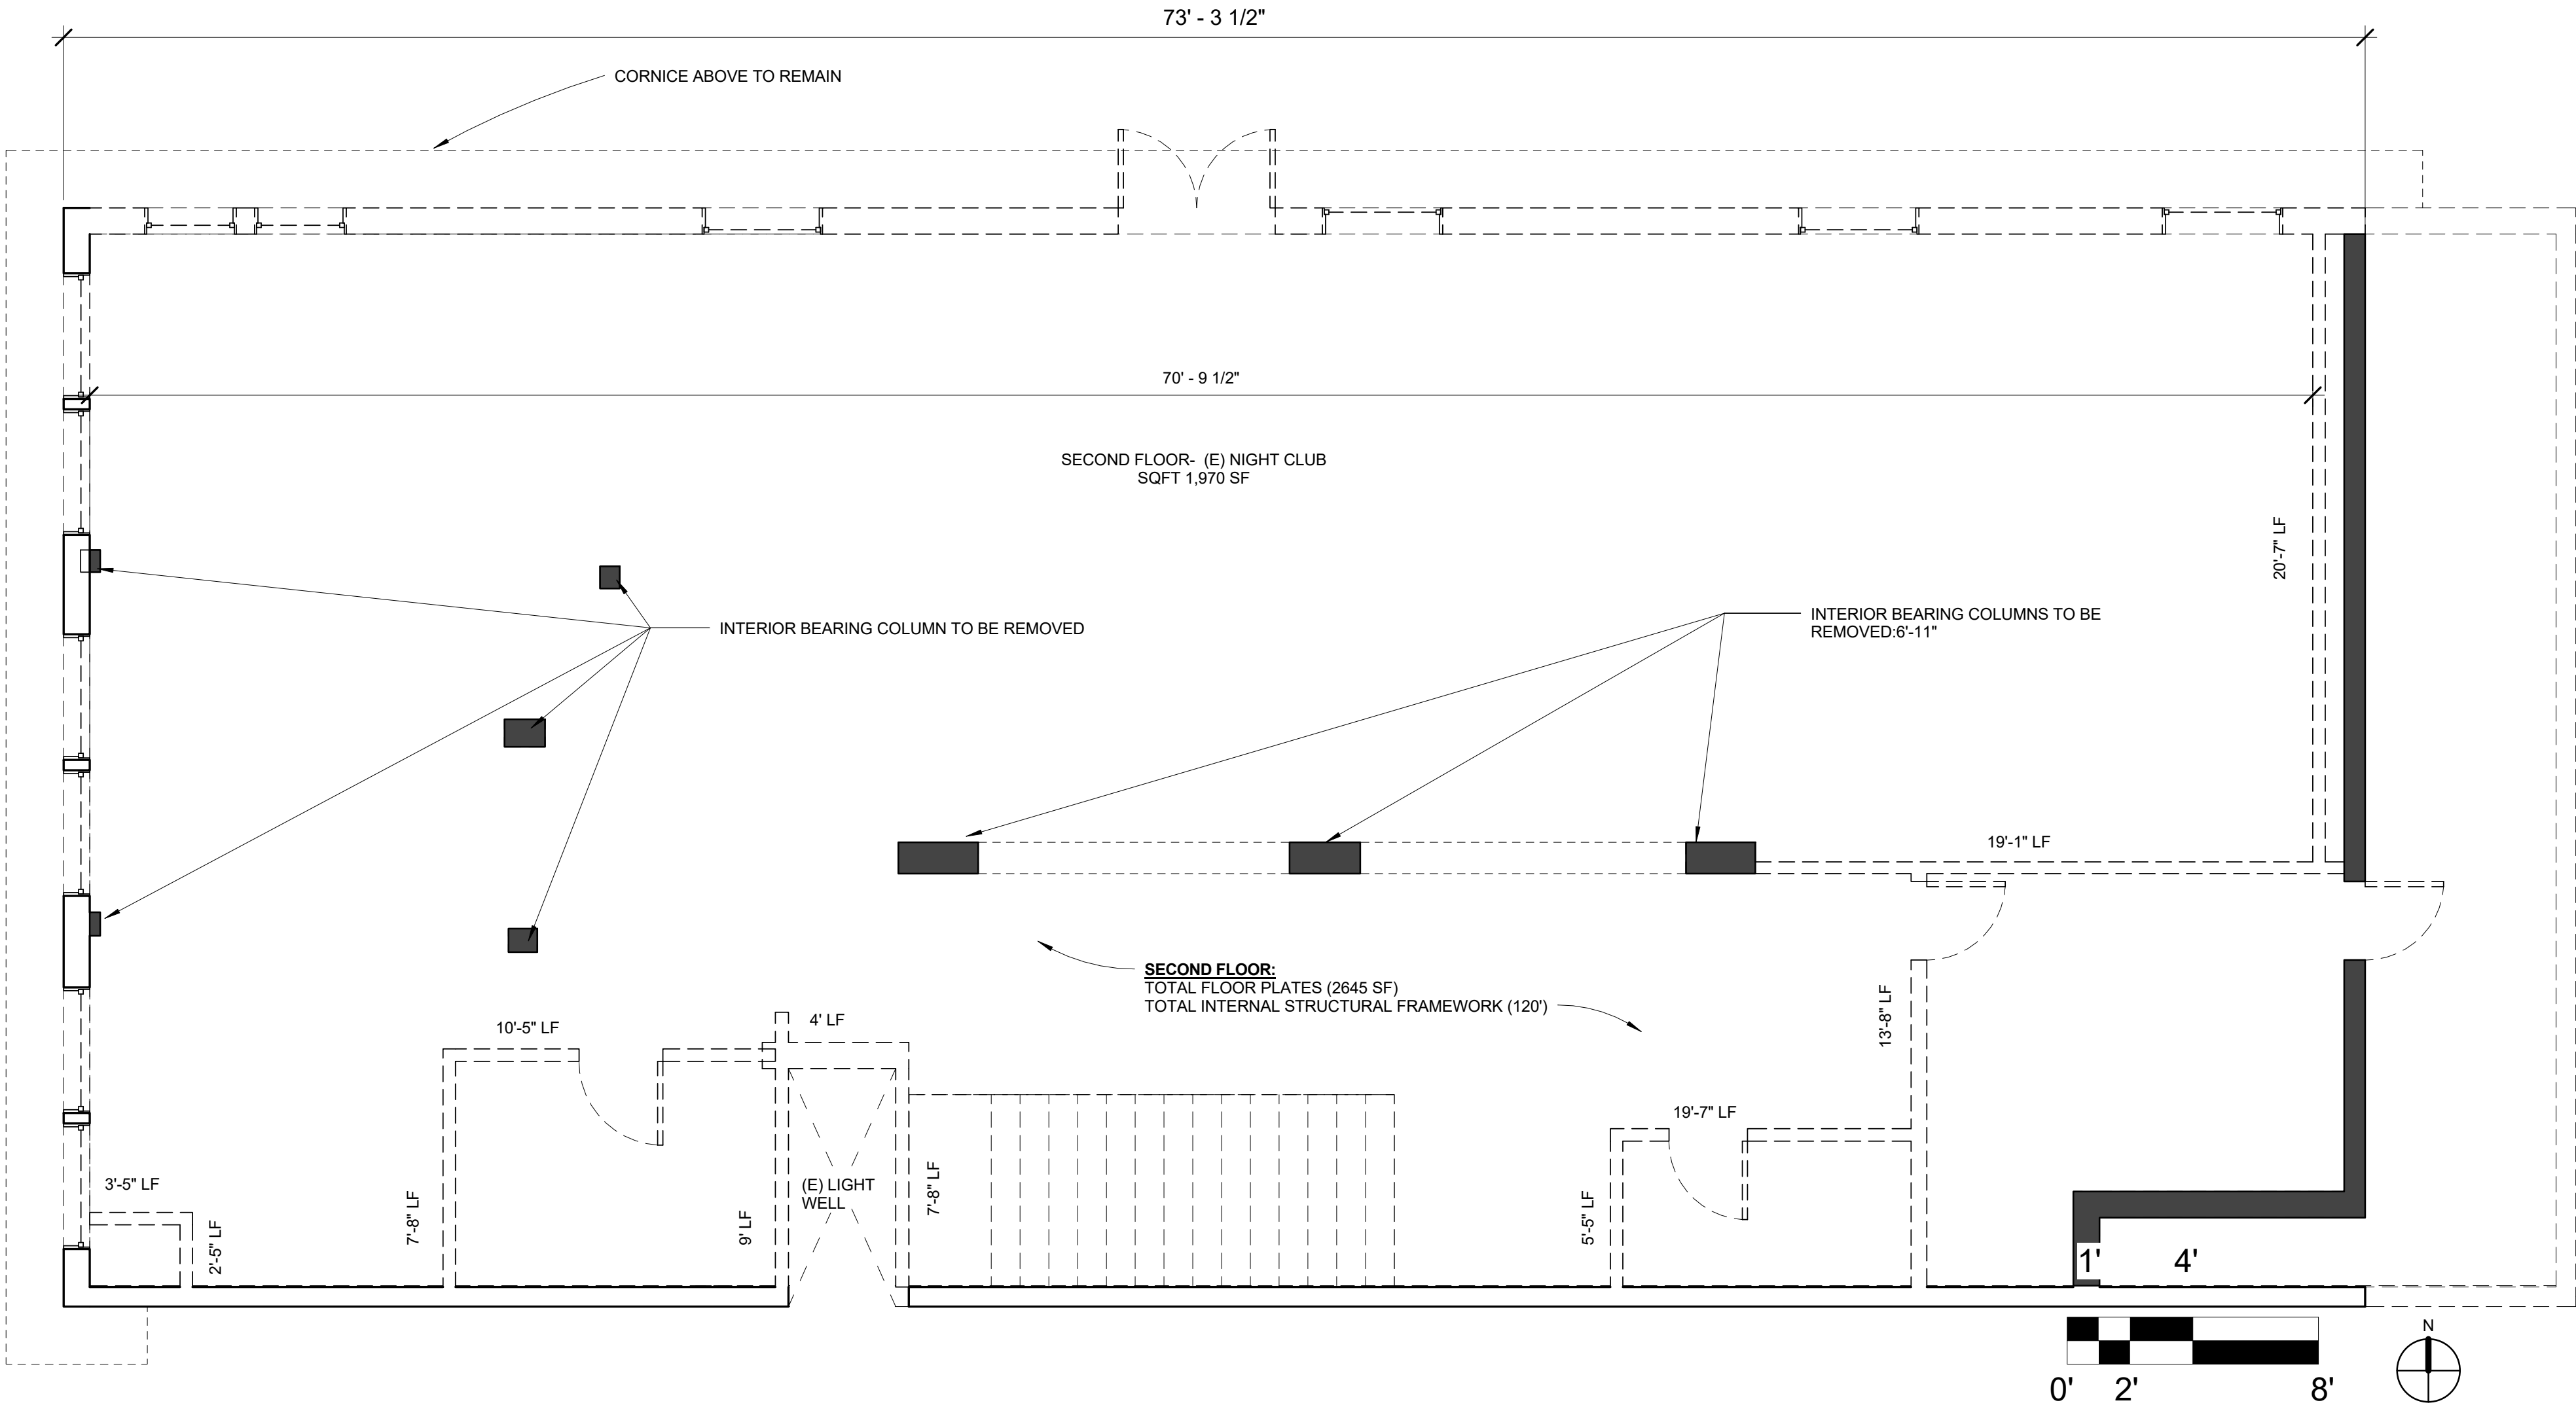 73' - 3 1/2"
CORNICE ABOVE TO REMAIN
70' - 9 1/2"
SECOND FLOOR- (E) NIGHT CLUB
SQFT 1,970 SF
20'-7" LF
INTERIOR BEARING COLUMN TO BE REMOVED
INTERIOR BEARING COLUMNS TO BE
REMOVED:6'-11"
19'-1" LF
SECOND FLOOR:
TOTAL FLOOR PLATES (2645 SF)
TOTAL INTERNAL STRUCTURAL FRAMEWORK (120')
10'-5" LF
4' LF
13'-8" LF
19'-7" LF
3'-5" LF
2'-5" LF
7'-8" LF
9' LF
(E) LIGHT
WELL
7'-8" LF
5'-5" LF
1'
4'
0'
2'
8'
N